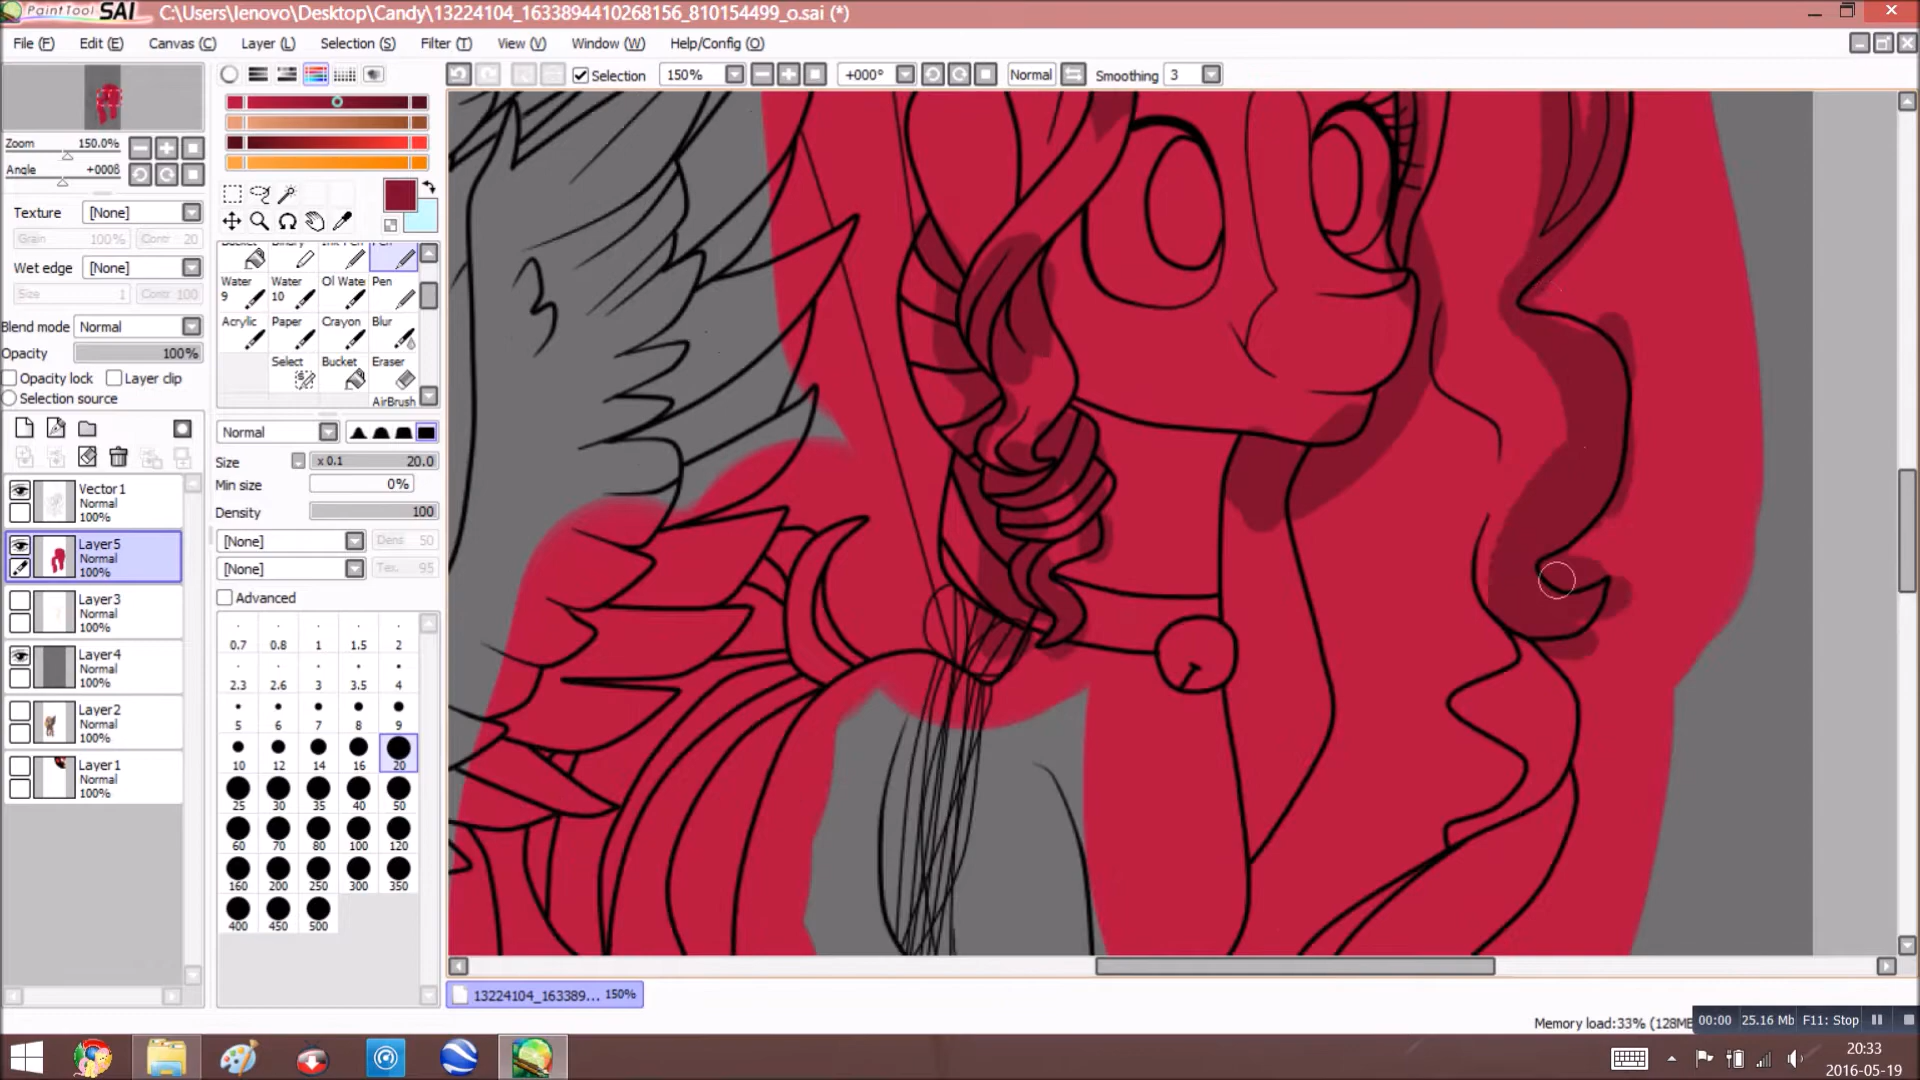 PaintTool SAI C:\Users\lenovo\Desktop\Candy\13224104_1633894410268156_810154499_o.sai (*)
File (F) Edit (E) Canvas (C) Layer (L) Selection (S) Filter (T) View (V) Window (W) Help/Config (O)
Selection 150% +000° Normal Smoothing 3
Zoom 150.0%
Angle
Texture [None]
Grain 100% Contr 20
Wet edge [None]
Size 1 Contr 100
Blend mode Normal
Opacity 100%
Opacity lock Layer clip
Selection source
Vector1
Normal
100%
Layer5
Normal
100%
Layer3
Normal
100%
Layer4
Normal
100%
Layer2
Normal
100%
Layer1
Normal
100%
Water 9 Water 10 Oil Wate Pen
Acrylic Paper Crayon Blur
Select Bucket Eraser
AirBrush
Normal
Size x 0.1 20.0
Min size 0%
Density 100
[None] Dens 50
[None] Tex. 95
Advanced
0.7 0.8 1 1.5 2
2.3 2.6 3 3.5 4
5 6 7 8 9
10 12 14 16 20
25 30 35 40 50
60 70 80 100 120
160 200 250 300 350
400 450 500
13224104_163389... 150%
Memory load:33% (128ME
00:00 25.16 Mb F11: Stop
20:33
2016-05-19